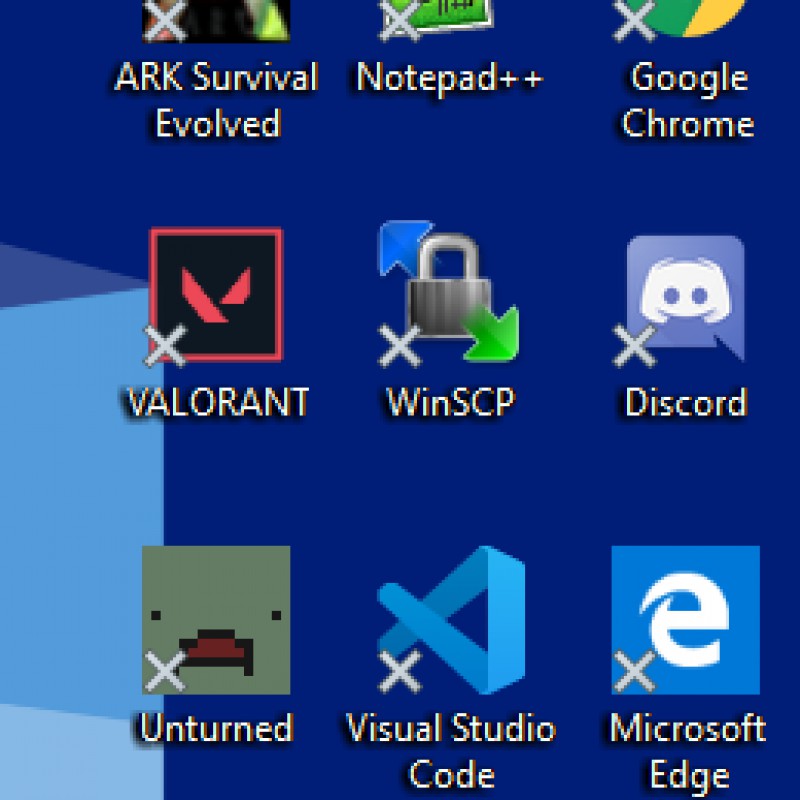 ARK Survival
Evolved
Notepad++
Google
Chrome
VALORANT
WinSCP
Discord
Unturned
Visual Studio
Code
Microsoft
Edge